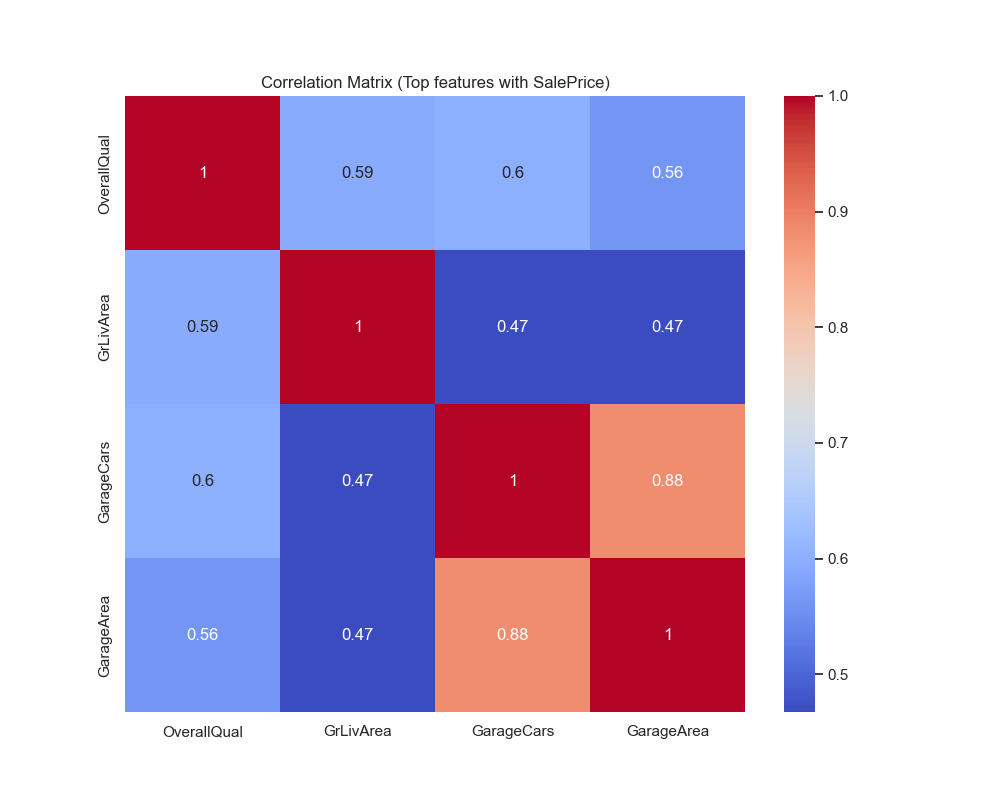 Correlation Matrix (Top features with SalePrice)
OverallQual
1
0.59
0.6
0.56
GrLivArea
0.59
1
0.47
0.47
GarageCars
0.6
0.47
1
0.88
GarageArea
0.56
0.47
0.88
1
OverallQual
GrLivArea
GarageCars
GarageArea
1.0
0.9
0.8
0.7
0.6
0.5